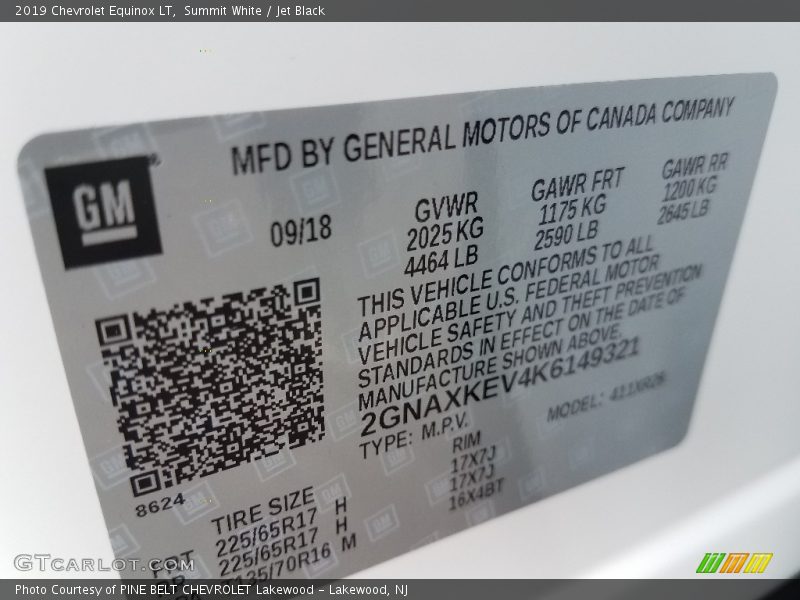 2019 Chevrolet Equinox LT, Summit White / Jet Black
GM
MFD BY GENERAL MOTORS OF CANADA COMPANY
09/18
GVWR
2025 KG
4464 LB
GAWR FRT
1175 KG
2590 LB
GAWR RR
1200 KG
2645 LB
THIS VEHICLE CONFORMS TO ALL
APPLICABLE U.S. FEDERAL MOTOR
VEHICLE SAFETY AND THEFT PREVENTION
STANDARDS IN EFFECT ON THE DATE OF
MANUFACTURE SHOWN ABOVE.
2GNAXKEV4K6149321
TYPE: M.P.V.
MODEL:
8624
TIRE SIZE
RIM
FRT 225/65R17 H 17X7J
225/65R17 H 17X7J
T135/70R16 M 16X4BT
GTCARLOT.COM
Photo Courtesy of PINE BELT CHEVROLET Lakewood - Lakewood, NJ